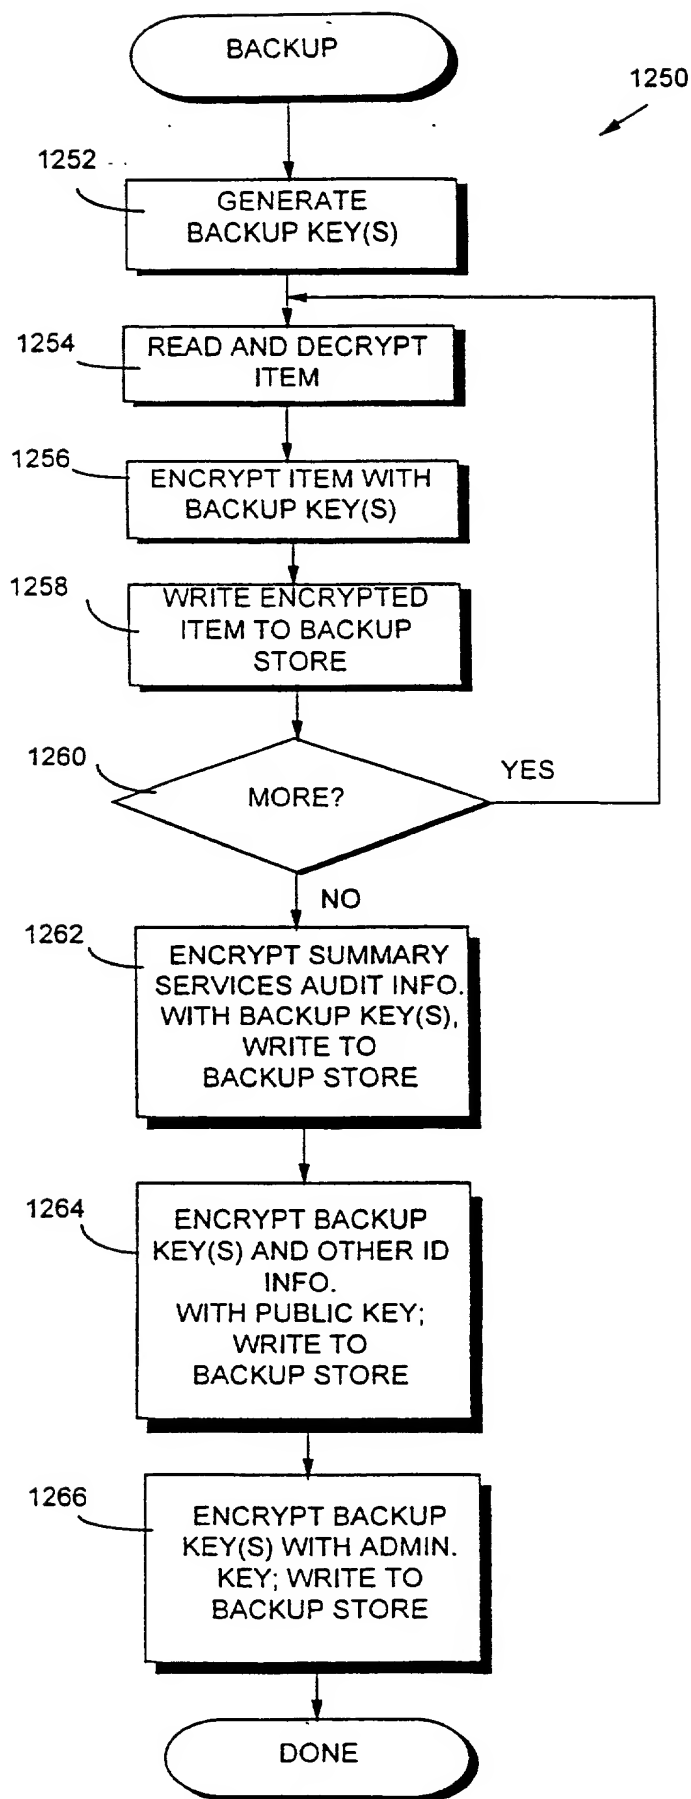 BACKUP
1250
1252
GENERATE
BACKUP KEY(S)
1254
READ AND DECRYPT
ITEM
1256
ENCRYPT ITEM WITH
BACKUP KEY(S)
1258
WRITE ENCRYPTED
ITEM TO BACKUP
STORE
1260
MORE?
YES
NO
1262
ENCRYPT SUMMARY
SERVICES AUDIT INFO.
WITH BACKUP KEY(S),
WRITE TO
BACKUP STORE
1264
ENCRYPT BACKUP
KEY(S) AND OTHER ID
INFO.
WITH PUBLIC KEY;
WRITE TO
BACKUP STORE
1266
ENCRYPT BACKUP
KEY(S) WITH ADMIN.
KEY; WRITE TO
BACKUP STORE
DONE